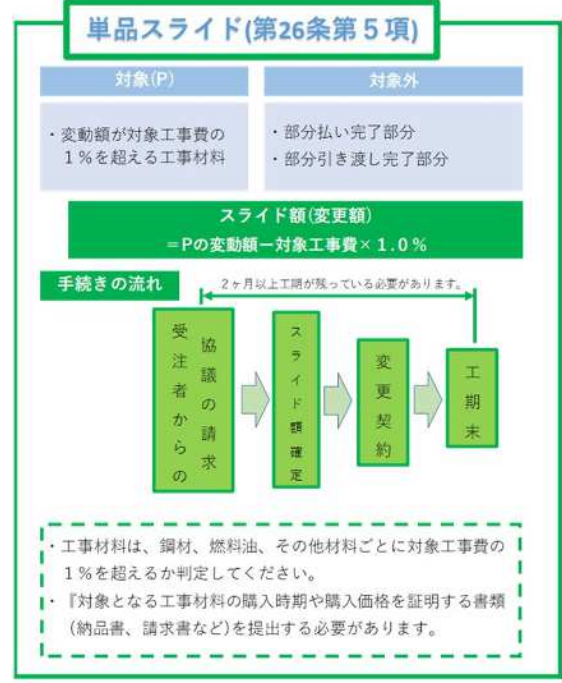 単品スライド(第26条第５項)
対象(P)
対象外
・変動額が対象工事費の
１％を超える工事材料
・部分払い完了部分
・部分引き渡し完了部分
スライド額(変更額)
＝Pの変動額ー対象工事費×１.０％
手続きの流れ
２ヶ月以上工期が残っている必要があります。
受注者からの
協議の請求
スライド額確定
変更契約
工期末
・工事材料は、鋼材、燃料油、その他材料ごとに対象工事費の
１％を超えるか判定してください。
・『対象となる工事材料の購入時期や購入価格を証明する書類
(納品書、請求書など)を提出する必要があります。